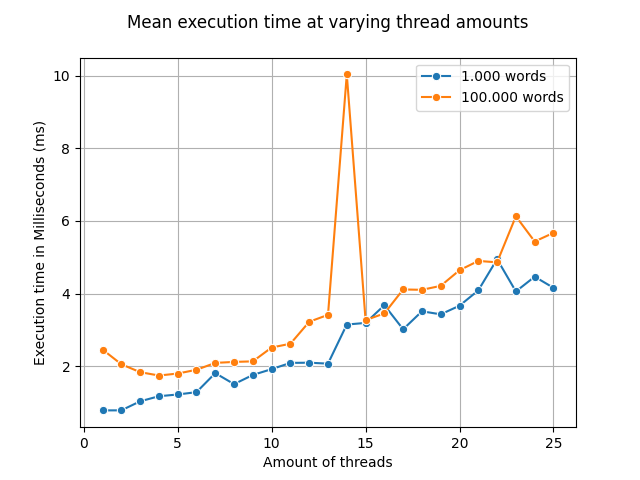 Mean execution time at varying thread amounts
1.000 words
100.000 words
10
8
6
4
2
Execution time in Milliseconds (ms)
0 5 10 15 20 25
Amount of threads